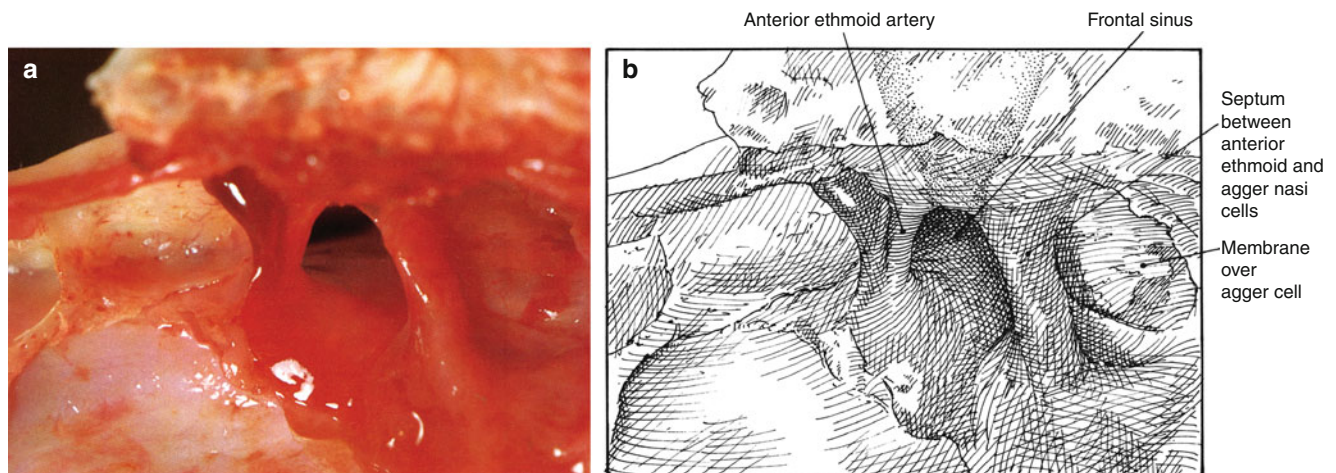 Anterior ethmoid artery
Frontal sinus
a
b
Septum
between
anterior
ethmoid and
agger nasi
cells
Membrane
over
agger cell